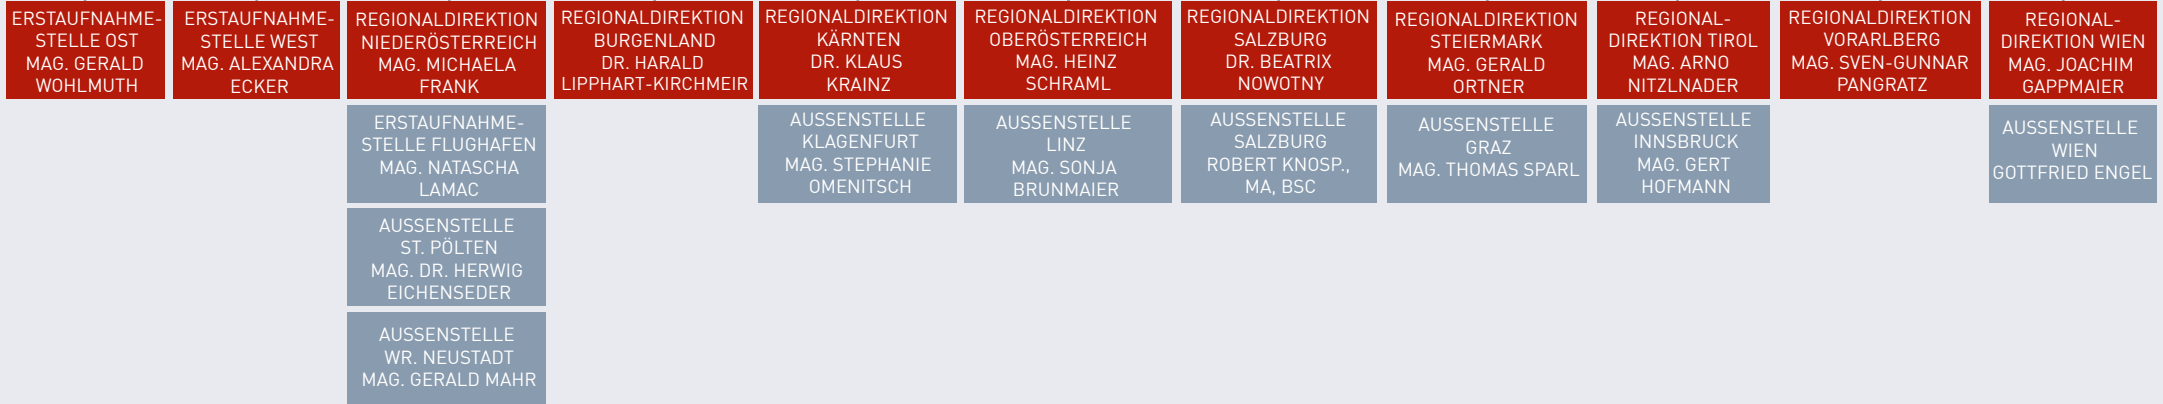 ERSTAUFNAHME-
STELLE OST
MAG. GERALD
WOHLMUTH
ERSTAUFNAHME-
STELLE WEST
MAG. ALEXANDRA
ECKER
REGIONALDIREKTION
NIEDERÖSTERREICH
MAG. MICHAELA
FRANK
REGIONALDIREKTION
BURGENLAND
DR. HARALD
LIPPHART-KIRCHMEIR
REGIONALDIREKTION
KÄRNTEN
DR. KLAUS
KRAINZ
REGIONALDIREKTION
OBERÖSTERREICH
MAG. HEINZ
SCHRAML
REGIONALDIREKTION
SALZBURG
DR. BEATRIX
NOWOTNY
REGIONALDIREKTION
STEIERMARK
MAG. GERALD
ORTNER
REGIONAL-
DIREKTION TIROL
MAG. ARNO
NITZLNADER
REGIONALDIREKTION
VORARLBERG
MAG. SVEN-GUNNAR
PANGRATZ
REGIONAL-
DIREKTION WIEN
MAG. JOACHIM
GAPPMAIER
ERSTAUFNAHME-
STELLE FLUGHAFEN
MAG. NATASCHA
LAMAC
AUSSENSTELLE
KLAGENFURT
MAG. STEPHANIE
OMENITSCH
AUSSENSTELLE
LINZ
MAG. SONJA
BRUNMAIER
AUSSENSTELLE
SALZBURG
ROBERT KNOSP.,
MA, BSC
AUSSENSTELLE
GRAZ
MAG. THOMAS SPARL
AUSSENSTELLE
INNSBRUCK
MAG. GERT
HOFMANN
AUSSENSTELLE
WIEN
GOTTFRIED ENGEL
AUSSENSTELLE
ST. PÖLTEN
MAG. DR. HERWIG
EICHENSEDER
AUSSENSTELLE
WR. NEUSTADT
MAG. GERALD MAHR